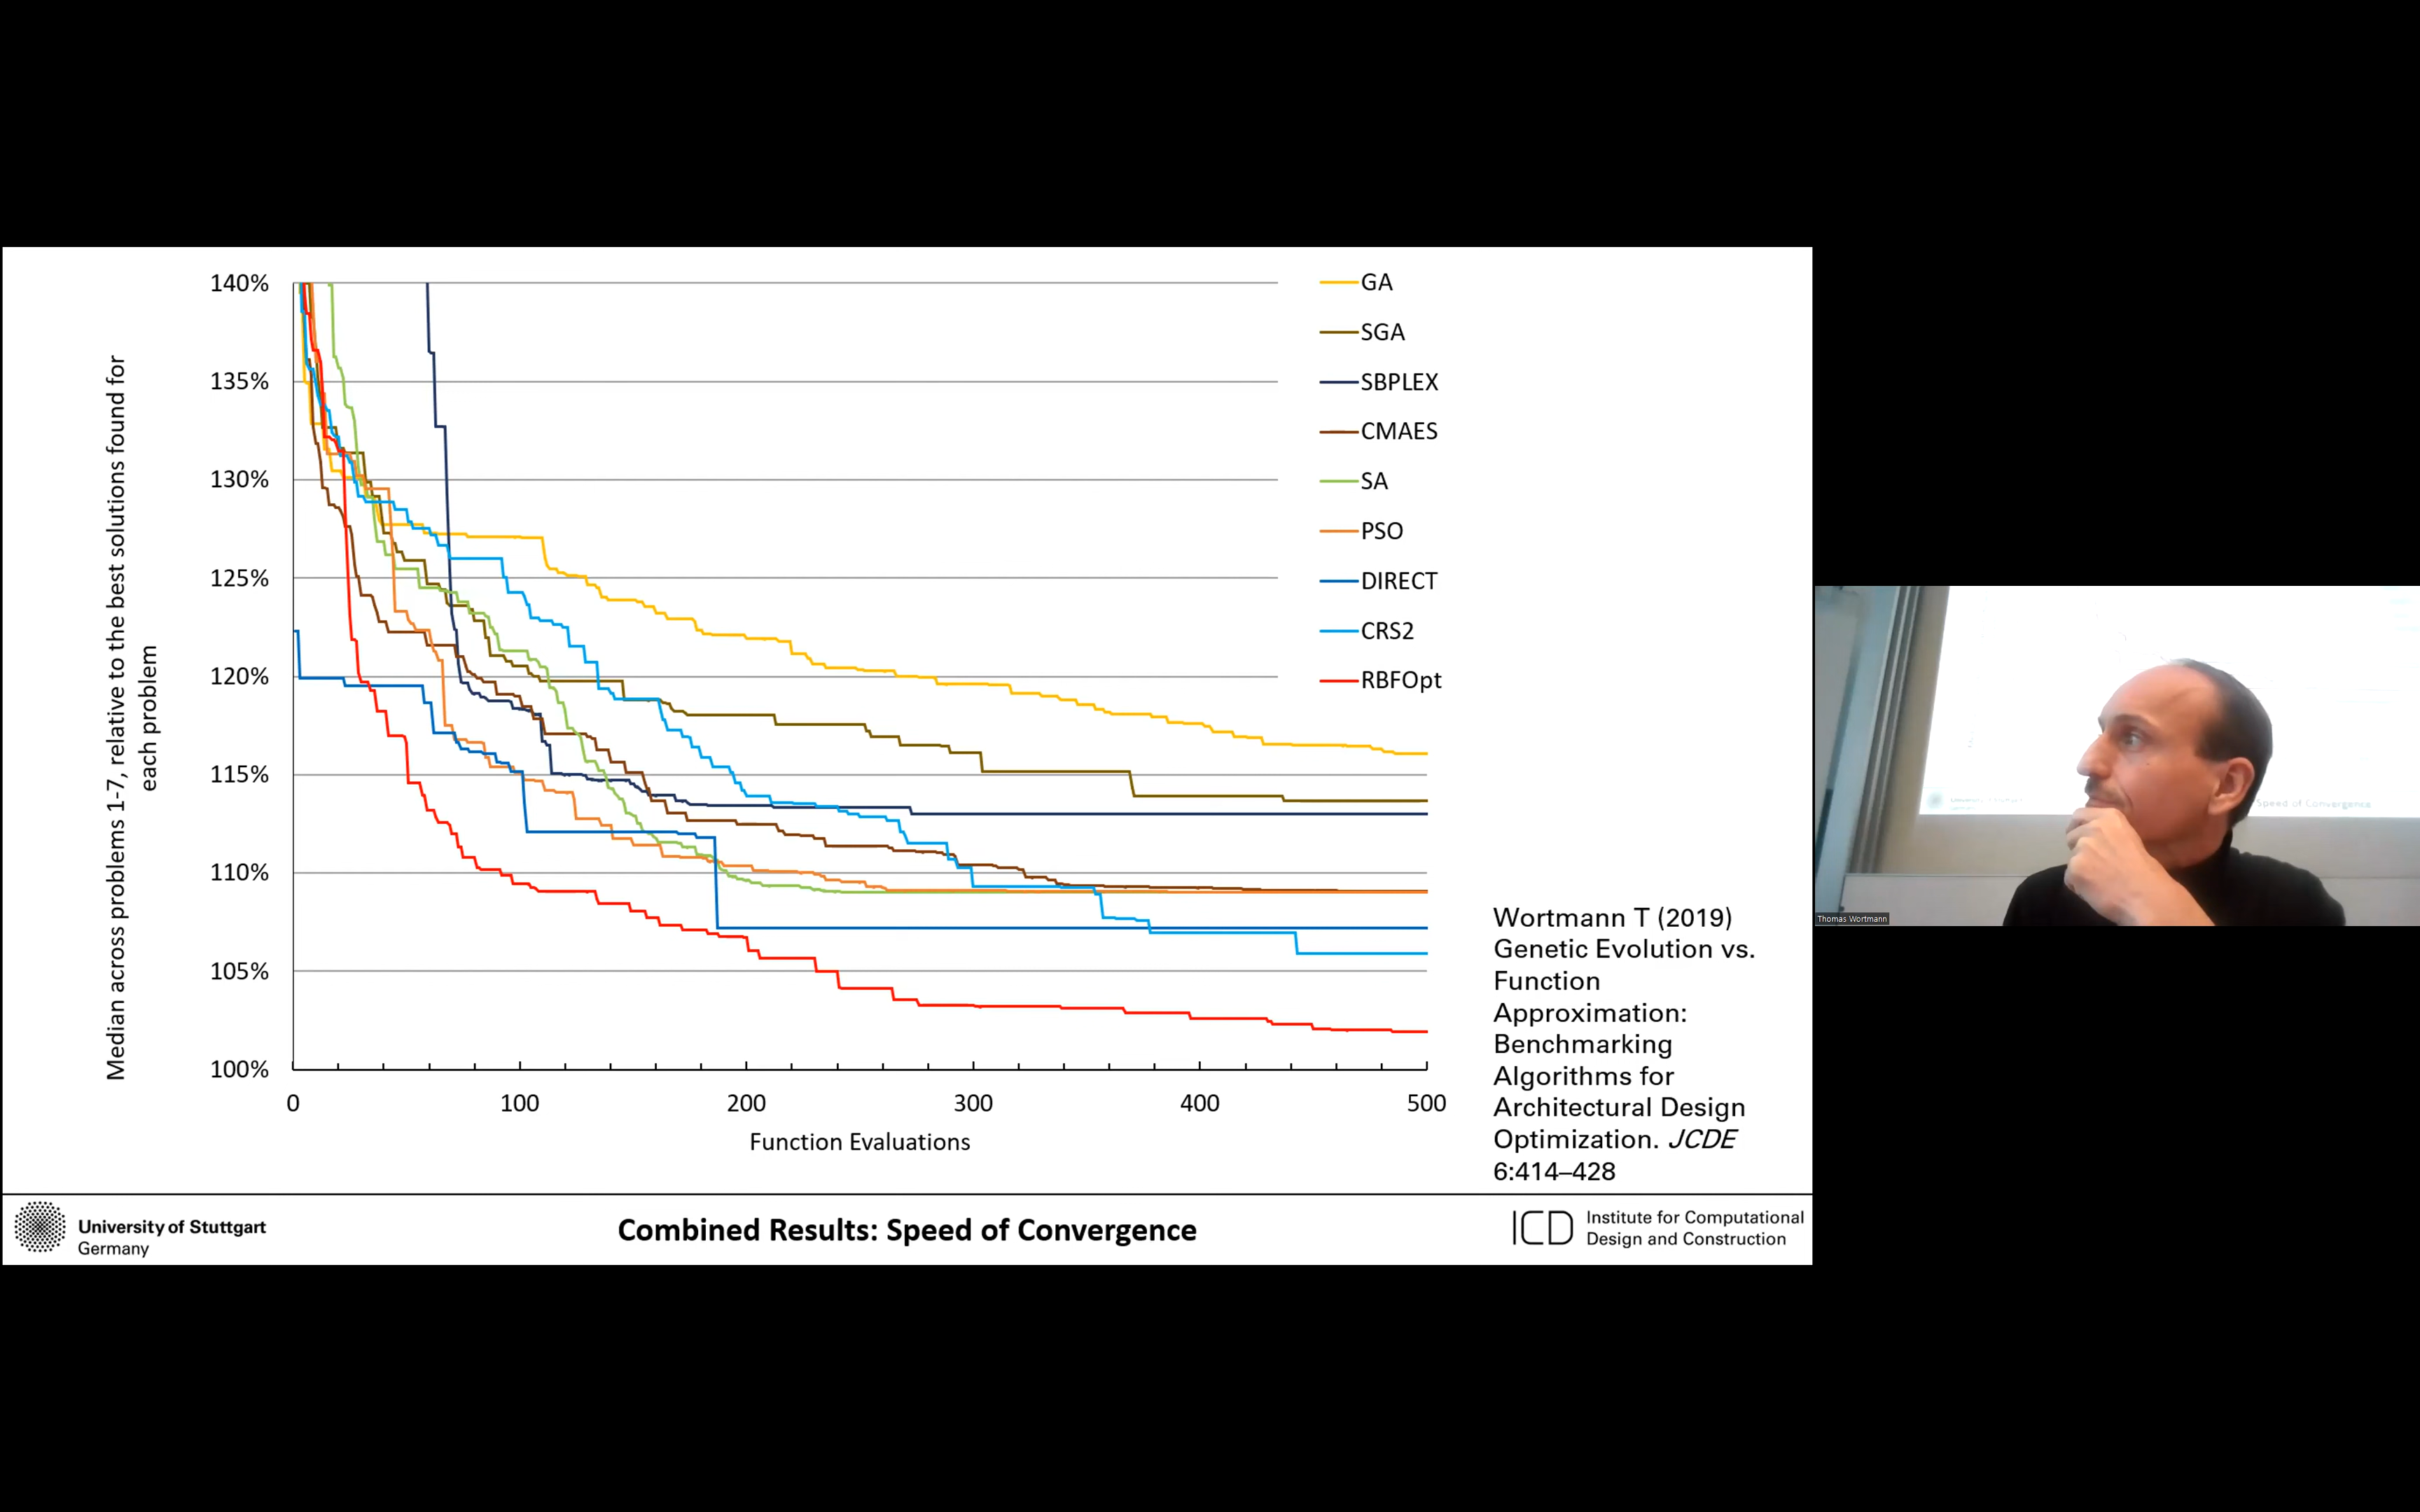 Median across problems 1-7, relative to the best solutions found for
each problem
140%
135%
130%
125%
120%
115%
110%
105%
100%
0 100 200 300 400 500
Function Evaluations
GA
SGA
SBPLEX
CMAES
SA
PSO
DIRECT
CRS2
RBFOpt
Wortmann T (2019)
Genetic Evolution vs.
Function
Approximation:
Benchmarking
Algorithms for
Architectural Design
Optimization. JCDE
6:414–428
University of Stuttgart
Germany
Combined Results: Speed of Convergence
ICD
Institute for Computational
Design and Construction
Speed of Convergence
Thomas Wortmann